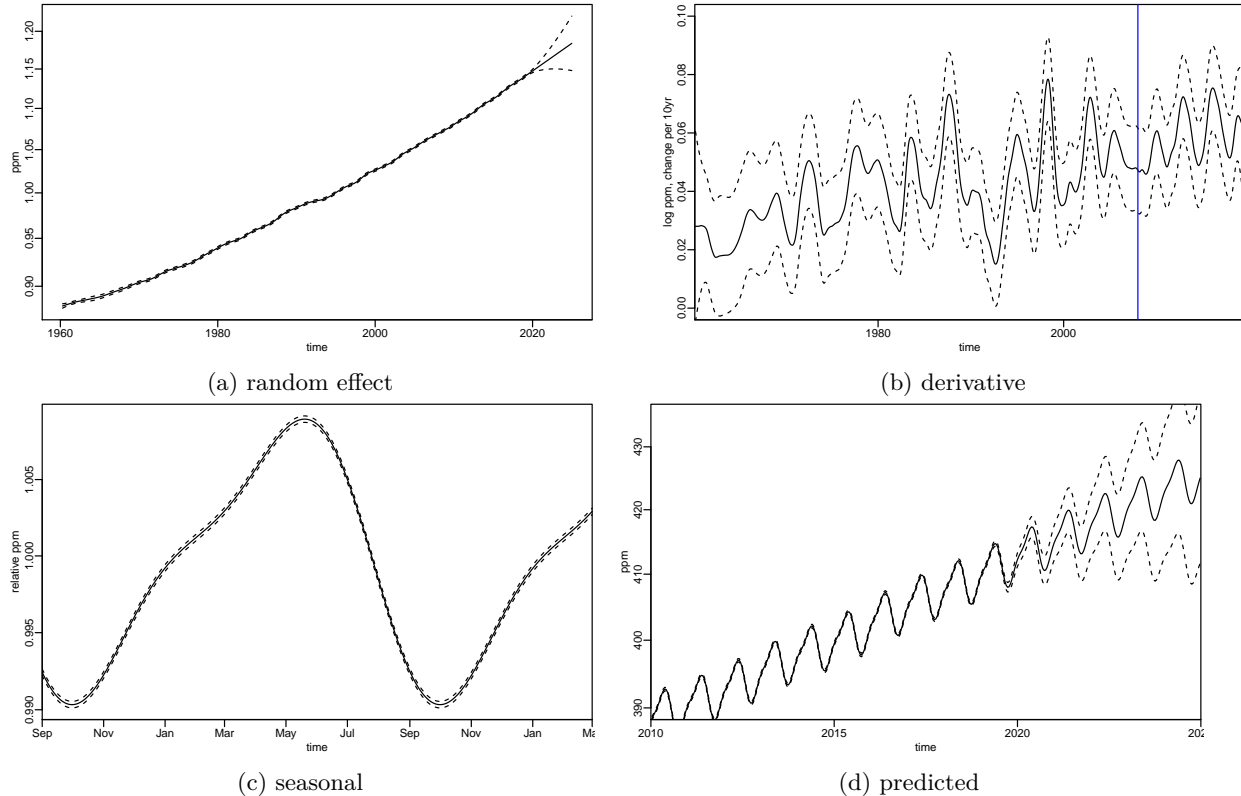 1.20
1.15
1.10
1.05
1.00
0.95
0.90
ppm
1960
1980
2000
2020
time
(a) random effect
0.10
0.08
0.06
0.04
0.02
0.00
log ppm, change per 10yr
1980
2000
time
(b) derivative
1.005
1.000
0.995
0.990
relative ppm
Sep
Nov
Jan
Mar
May
Jul
Sep
Nov
Jan
Ma
time
(c) seasonal
430
420
410
400
390
ppm
2010
2015
2020
202
time
(d) predicted